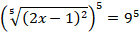 (⁵√((2x − 1)²))⁵ = 9⁵